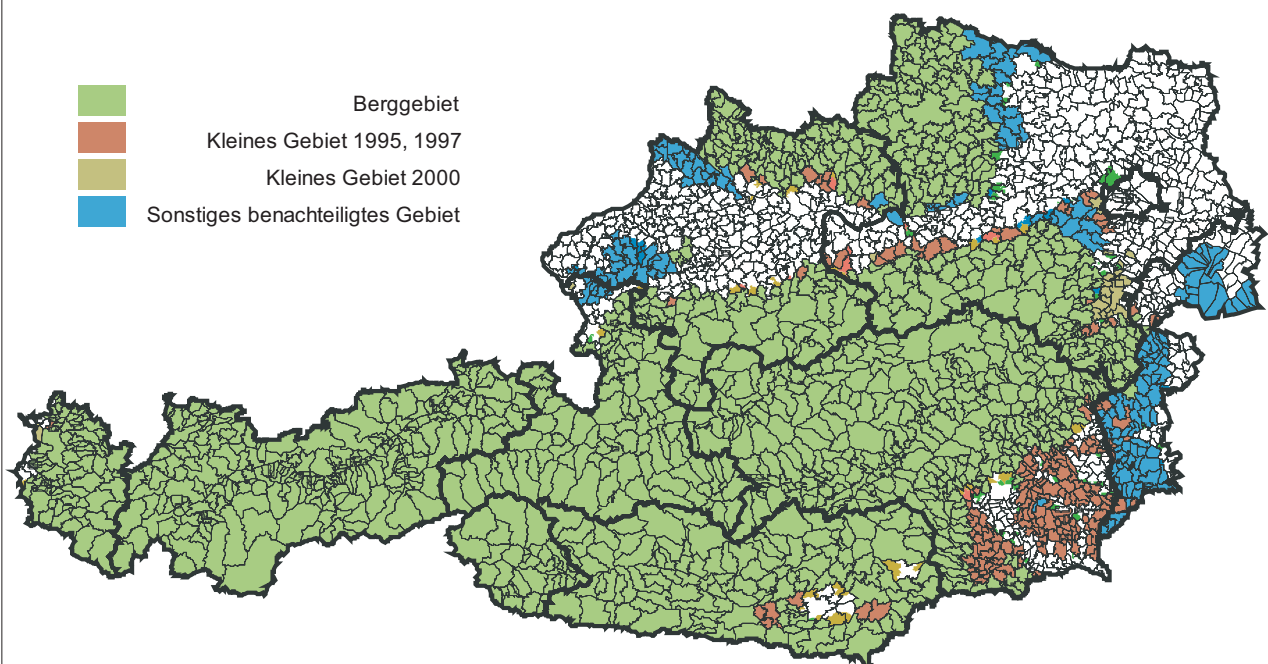 Berggebiet
Kleines Gebiet 1995, 1997
Kleines Gebiet 2000
Sonstiges benachteiligtes Gebiet